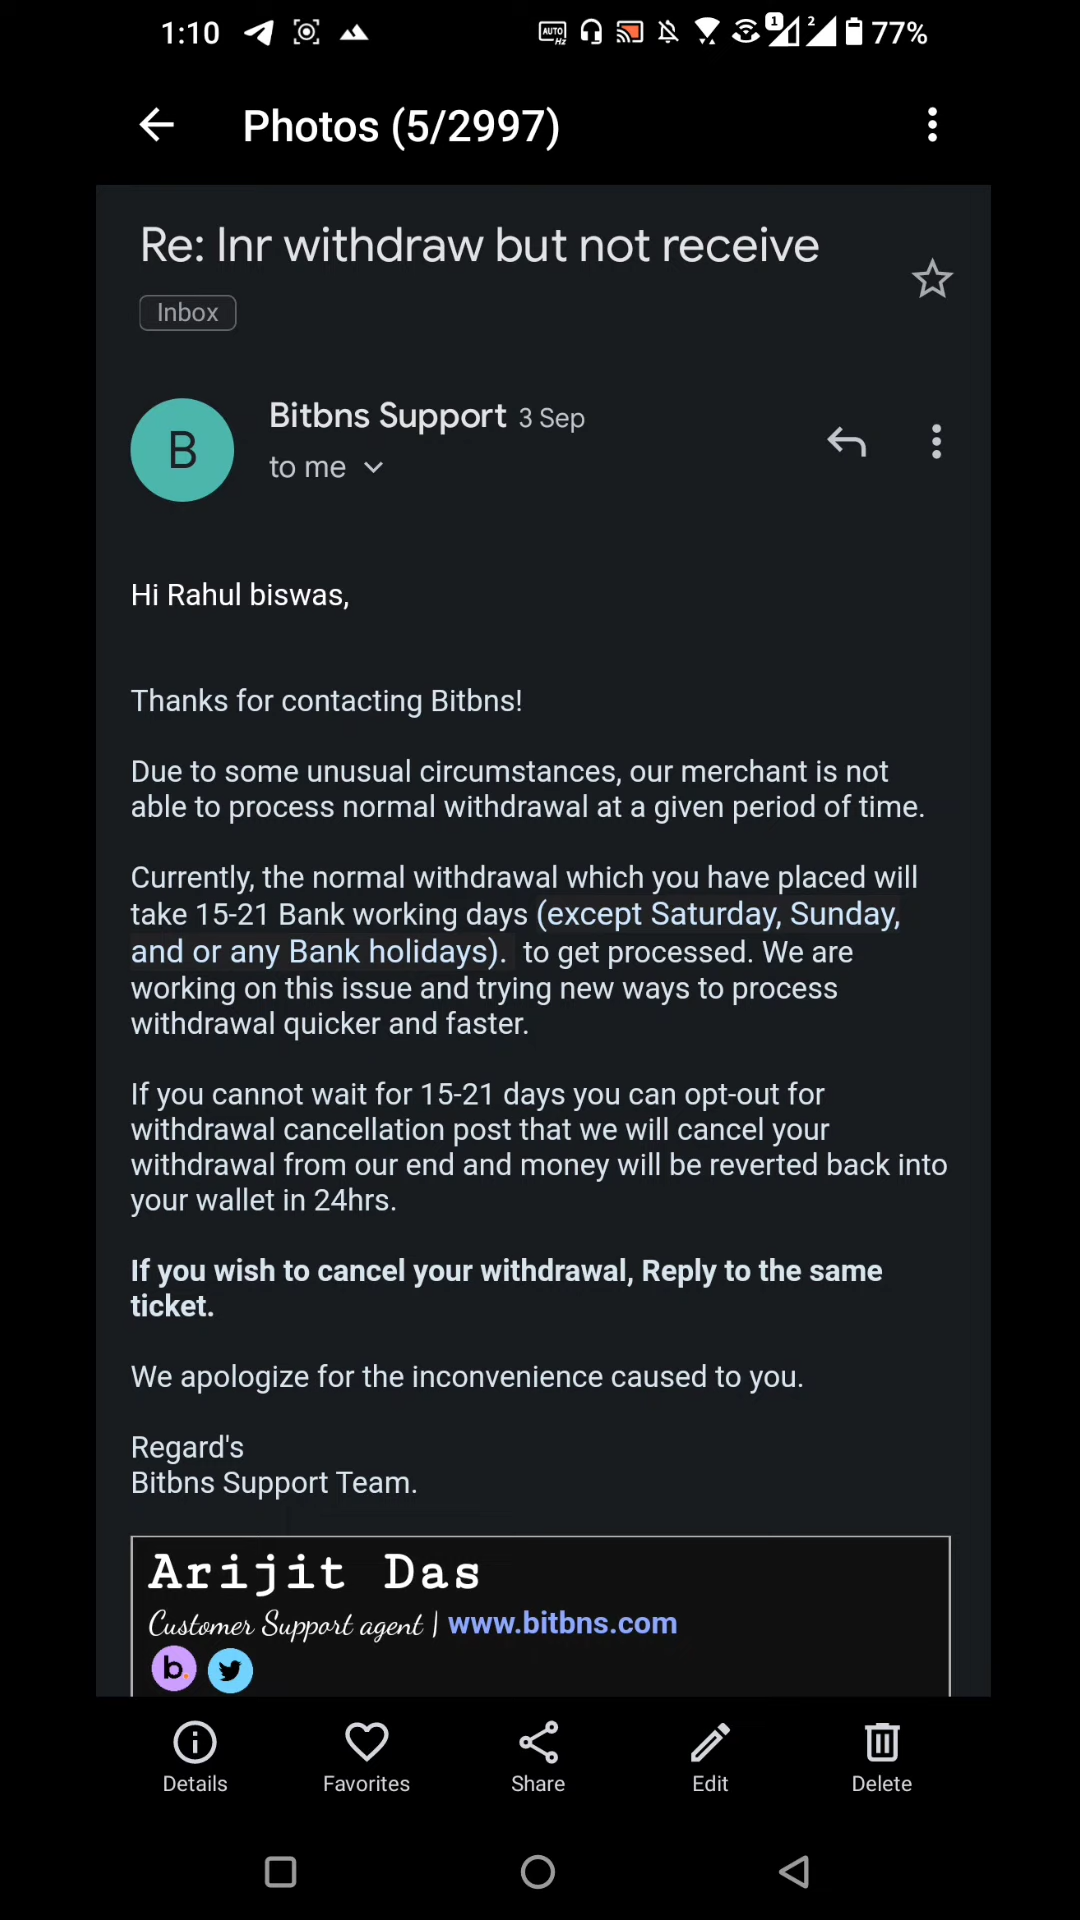 1:10
AUTO Hz
1
2
77%
Photos (5/2997)
Re: Inr withdraw but not receive
Inbox
B
Bitbns Support 3 Sep
to me
Hi Rahul biswas,
Thanks for contacting Bitbns!
Due to some unusual circumstances, our merchant is not
able to process normal withdrawal at a given period of time.
Currently, the normal withdrawal which you have placed will
take 15-21 Bank working days (except Saturday, Sunday,
and or any Bank holidays). to get processed. We are
working on this issue and trying new ways to process
withdrawal quicker and faster.
If you cannot wait for 15-21 days you can opt-out for
withdrawal cancellation post that we will cancel your
withdrawal from our end and money will be reverted back into
your wallet in 24hrs.
If you wish to cancel your withdrawal, Reply to the same
ticket.
We apologize for the inconvenience caused to you.
Regard's
Bitbns Support Team.
Arijit Das
Customer Support agent | www.bitbns.com
b.
Details Favorites Share Edit Delete